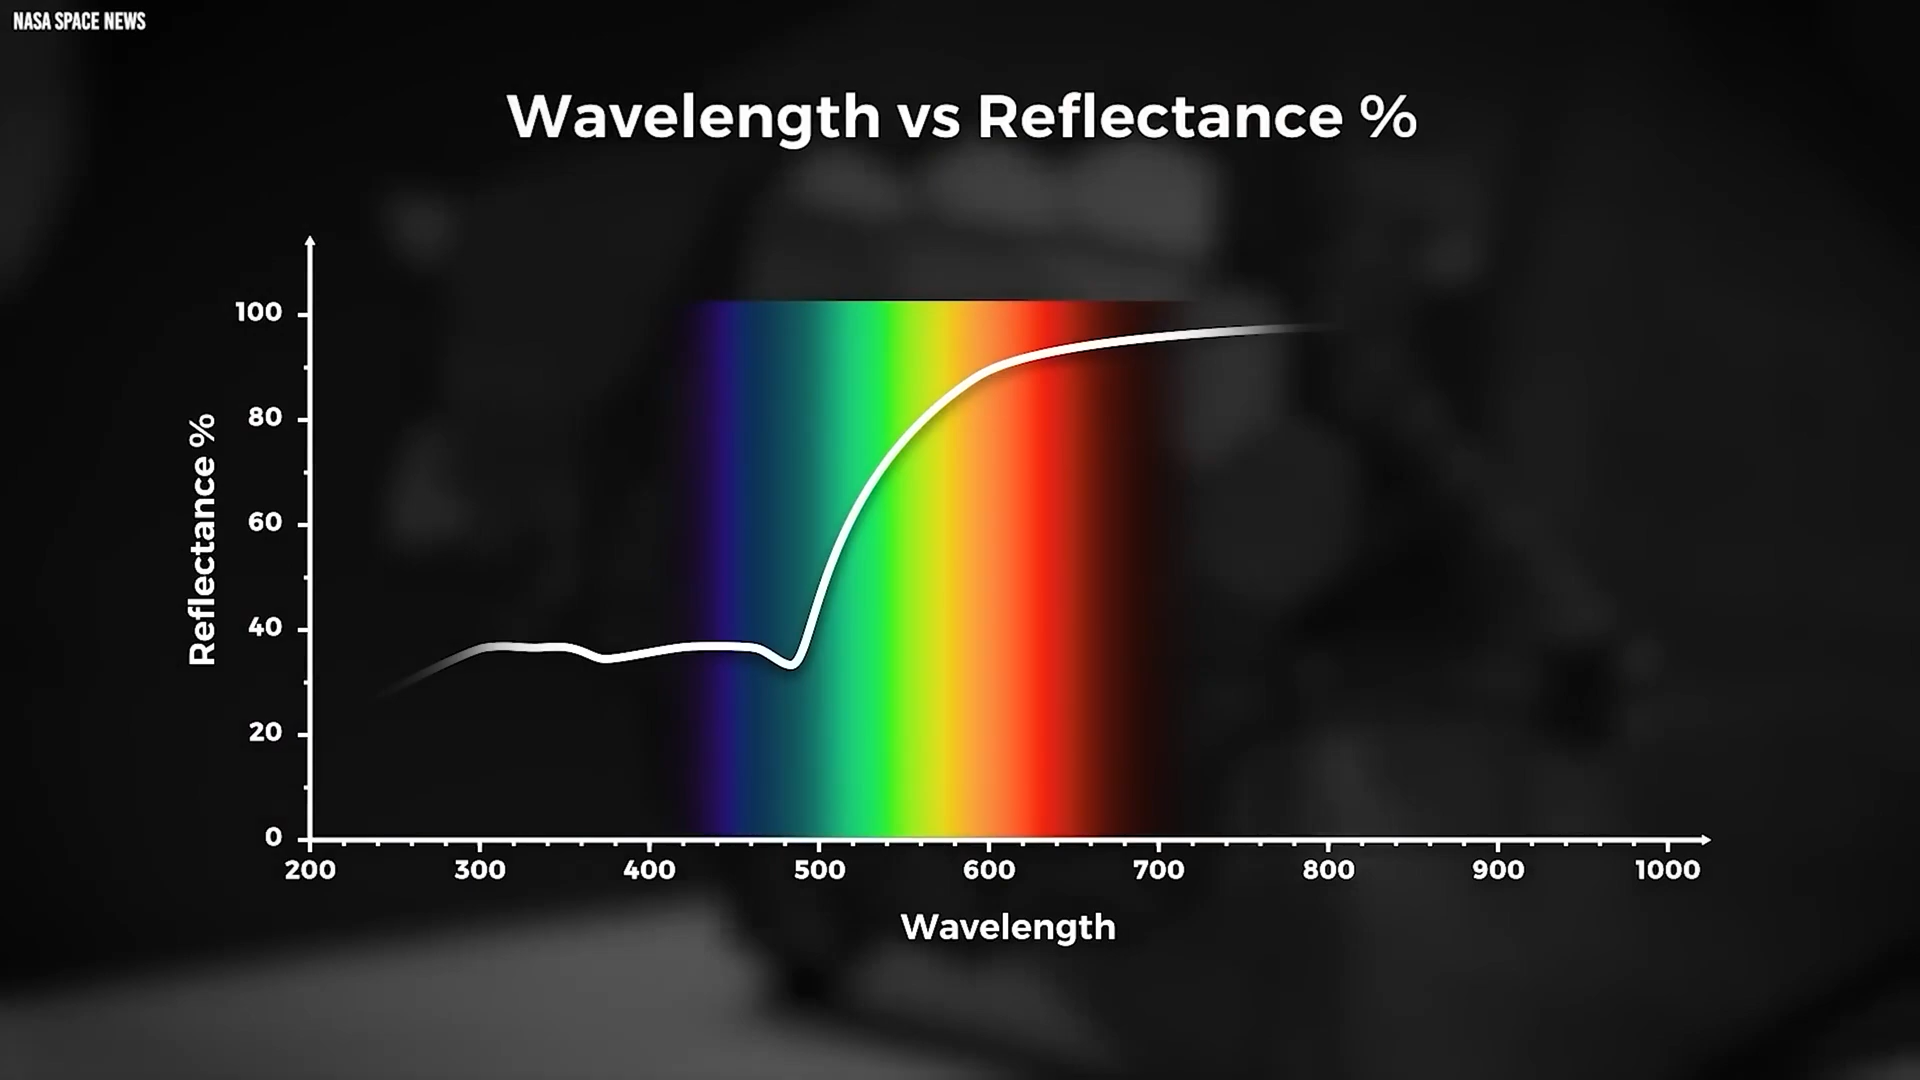 NASA SPACE NEWS
Wavelength vs Reflectance %
Reflectance %
100
80
60
40
20
0
200 300 400 500 600 700 800 900 1000
Wavelength